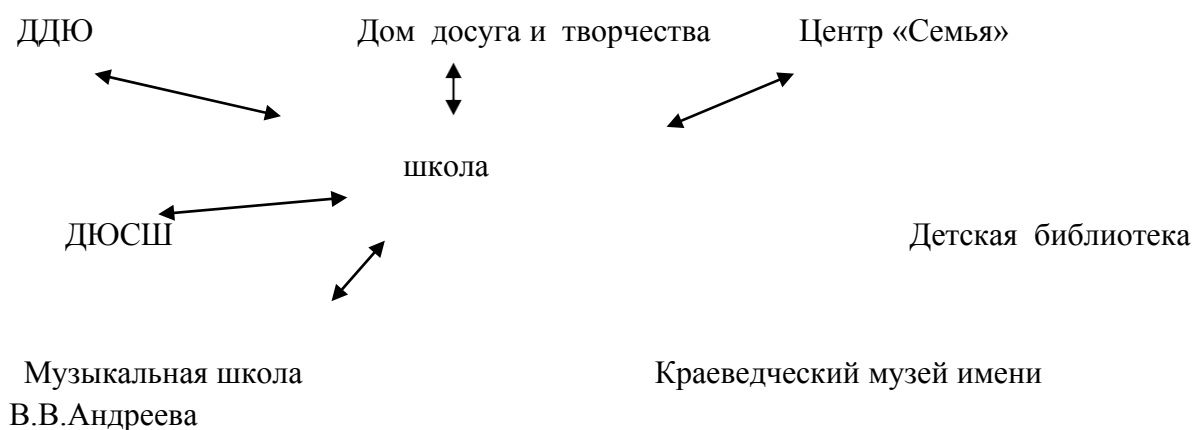 ДДЮ Дом досуга и творчества Центр «Семья»
школа
ДЮСШ Детская библиотека
Музыкальная школа Краеведческий музей имени
В.В.Андреева